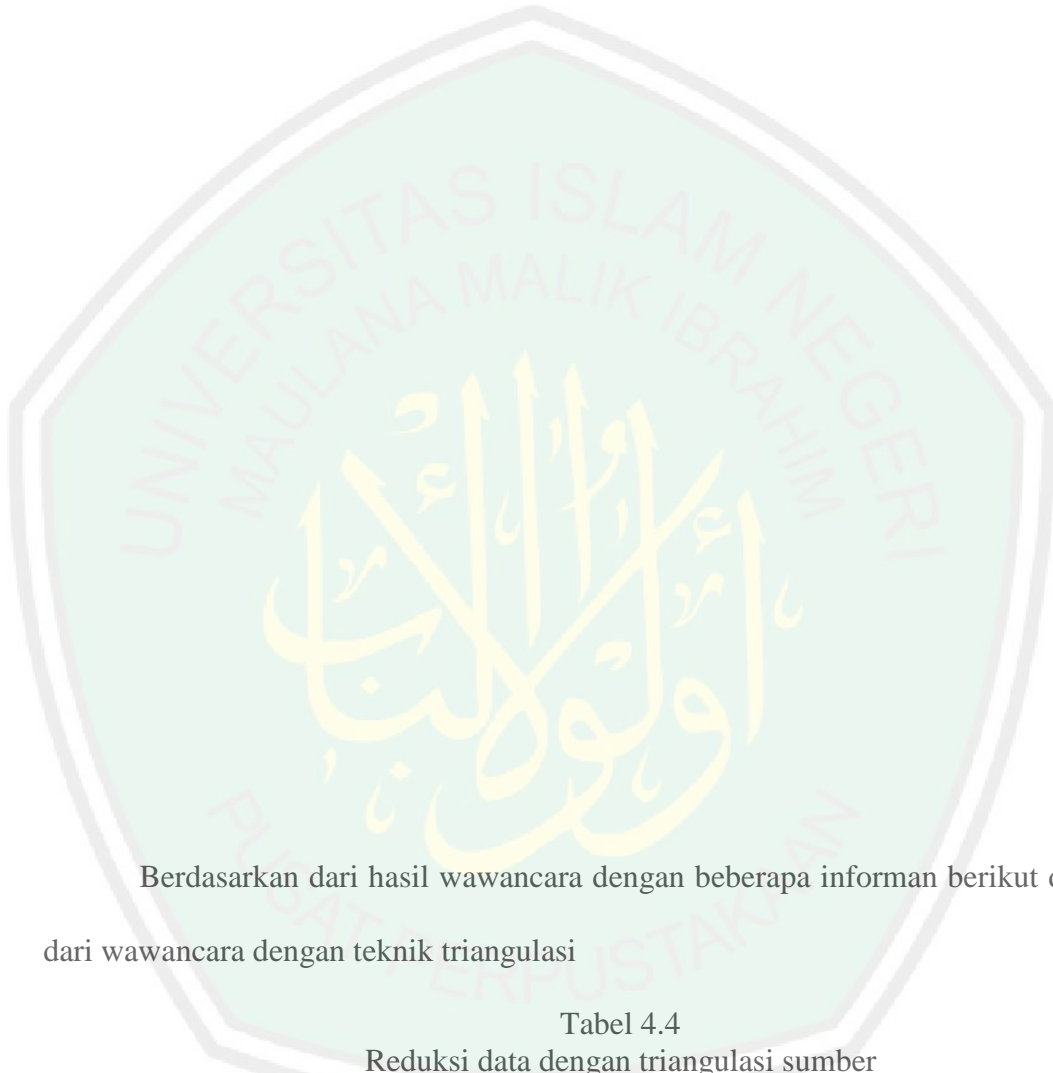 UNIVERSITAS ISLAM NEGERI
MAULANA MALIK IBRAHIM
أولوا الألباب
PUSAT PERPUSTAKAAN
Berdasarkan dari hasil wawancara dengan beberapa informan berikut
dari wawancara dengan teknik triangulasi
Tabel 4.4
Reduksi data dengan triangulasi sumber